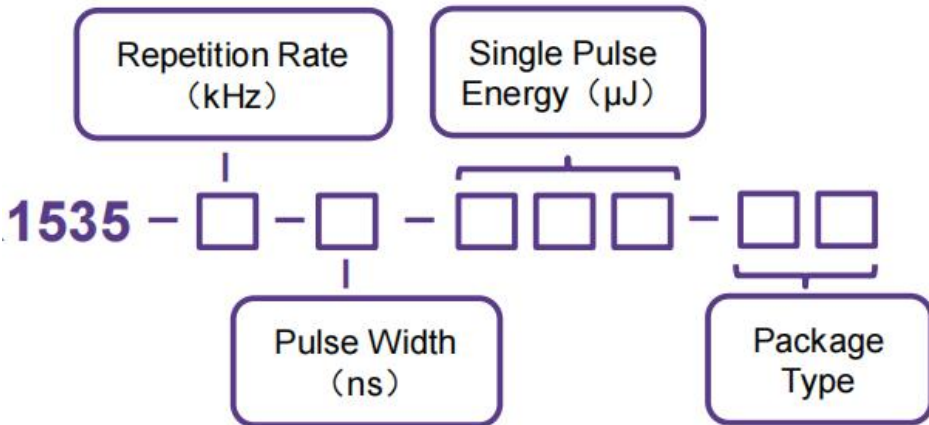 Repetition Rate
（kHz）
Single Pulse
Energy（µJ）
1535 – □ – □ – □□□ – □□
Pulse Width
（ns）
Package
Type